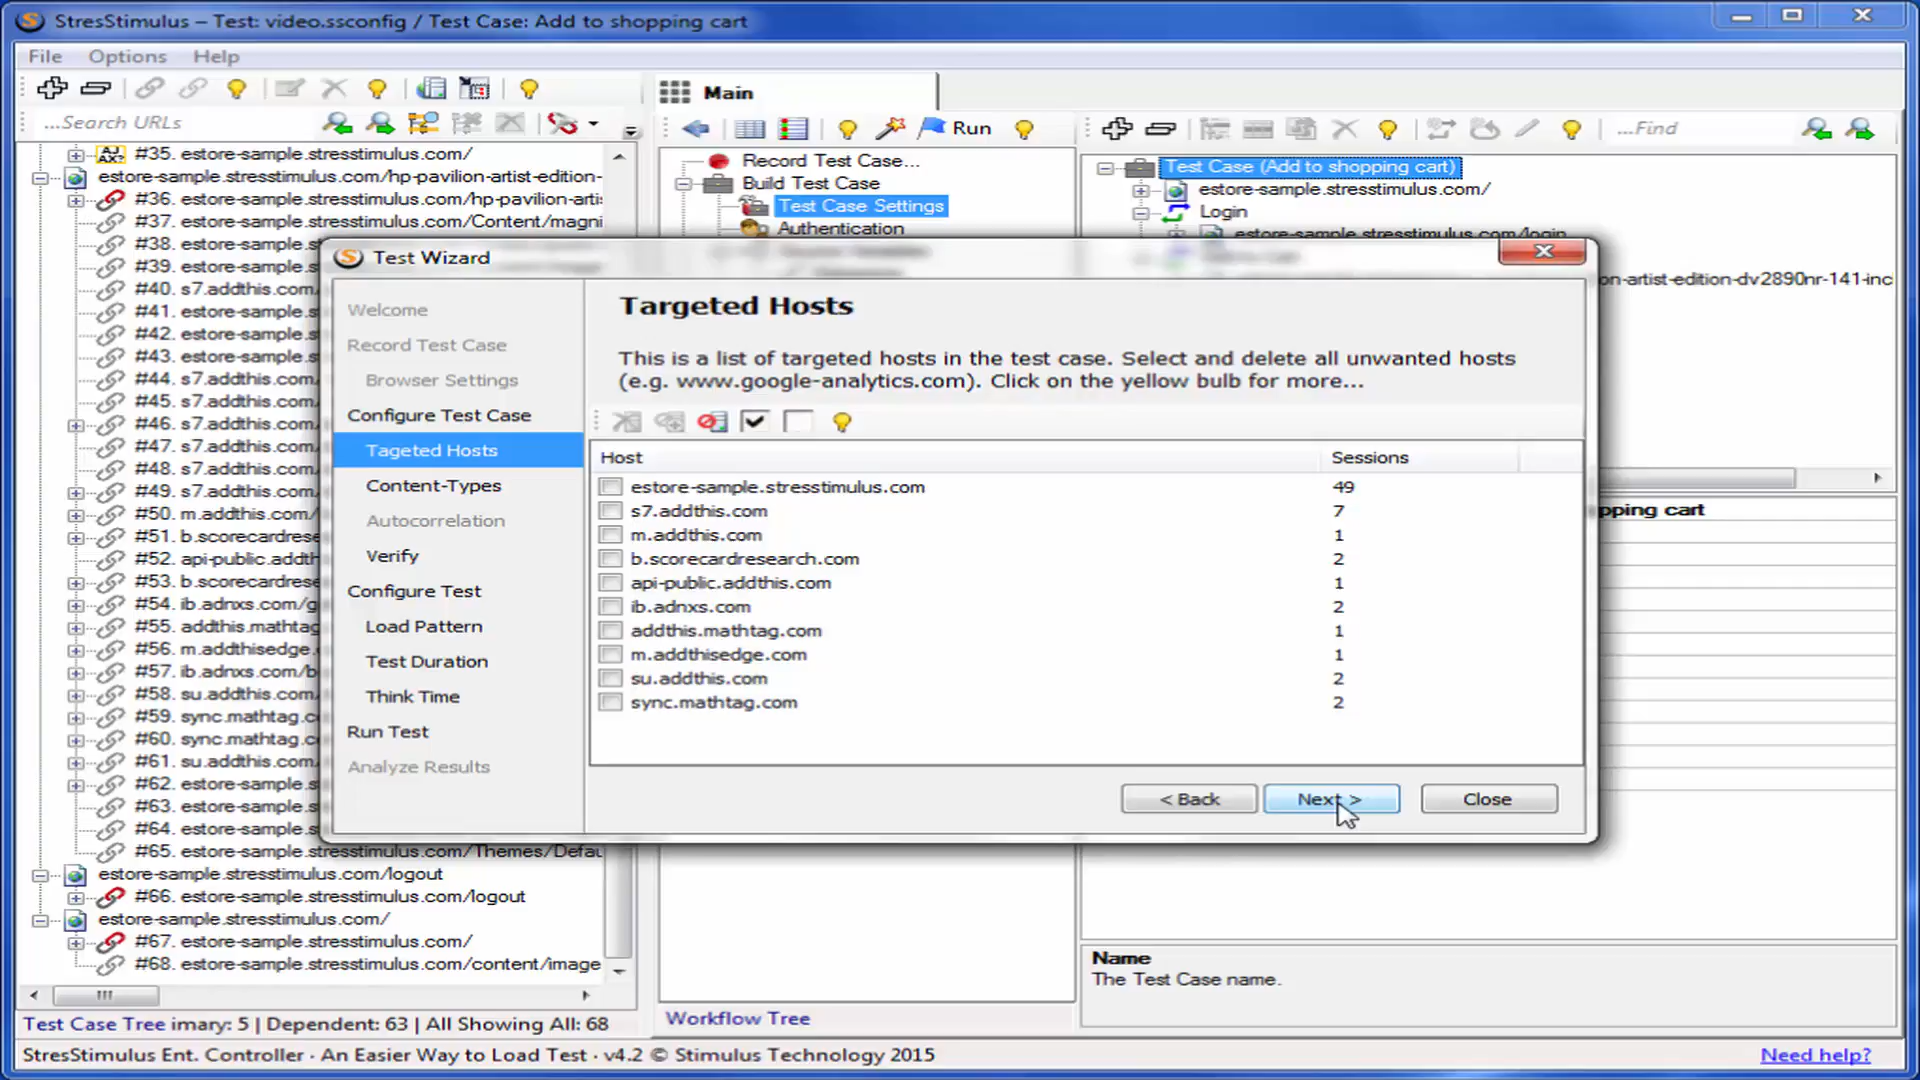 StresStimulus – Test: video.ssconfig / Test Case: Add to shopping cart
File Options Help
...Search URLs
#35. estore-sample.stresstimulus.com/
estore-sample.stresstimulus.com/hp-pavilion-artist-edition-
#36. estore-sample.stresstimulus.com/hp-pavilion-arti
#37. estore-sample.stresstimulus.com/Content/magni
#38. estore-sample.s
#39. estore-sample.s
#40. s7.addthis.com/
#41. estore-sample.s
#42. estore-sample.s
#43. estore-sample.s
#44. s7.addthis.com/
#45. s7.addthis.com/
#46. s7.addthis.com/
#47. s7.addthis.com/
#48. s7.addthis.com/
#49. s7.addthis.com/
#50. m.addthis.com/
#51. b.scorecardrese
#52. api-public.addth
#53. b.scorecardrese
#54. ib.adnxs.com/g
#55. addthis.mathtag
#56. m.addthisedge.
#57. ib.adnxs.com/b
#58. su.addthis.com/
#59. sync.mathtag.c
#60. sync.mathtag.c
#61. su.addthis.com/
#62. estore-sample.s
#63. estore-sample.s
#64. estore-sample.s
#65. estore-sample.stresstimulus.com/Themes/Defau
estore-sample.stresstimulus.com/logout
#66. estore-sample.stresstimulus.com/logout
estore-sample.stresstimulus.com/
#67. estore-sample.stresstimulus.com/
#68. estore-sample.stresstimulus.com/content/image
Test Case Tree imary: 5 | Dependent: 63 | All Showing All: 68
Main
Run
Record Test Case...
Build Test Case
Test Case Settings
Authentication
Workflow Tree
...Find
Test Case (Add to shopping cart)
estore-sample.stresstimulus.com/
Login
estore-sample.stresstimulus.com/login
on-artist-edition-dv2890nr-141-inc
pping cart
Name
The Test Case name.
Test Wizard
Welcome
Record Test Case
Browser Settings
Configure Test Case
Tageted Hosts
Content-Types
Autocorrelation
Verify
Configure Test
Load Pattern
Test Duration
Think Time
Run Test
Analyze Results
Targeted Hosts
This is a list of targeted hosts in the test case. Select and delete all unwanted hosts
(e.g. www.google-analytics.com). Click on the yellow bulb for more...
Host Sessions
estore-sample.stresstimulus.com 49
s7.addthis.com 7
m.addthis.com 1
b.scorecardresearch.com 2
api-public.addthis.com 1
ib.adnxs.com 2
addthis.mathtag.com 1
m.addthisedge.com 1
su.addthis.com 2
sync.mathtag.com 2
< Back Next > Close
StresStimulus Ent. Controller · An Easier Way to Load Test · v4.2 © Stimulus Technology 2015
Need help?